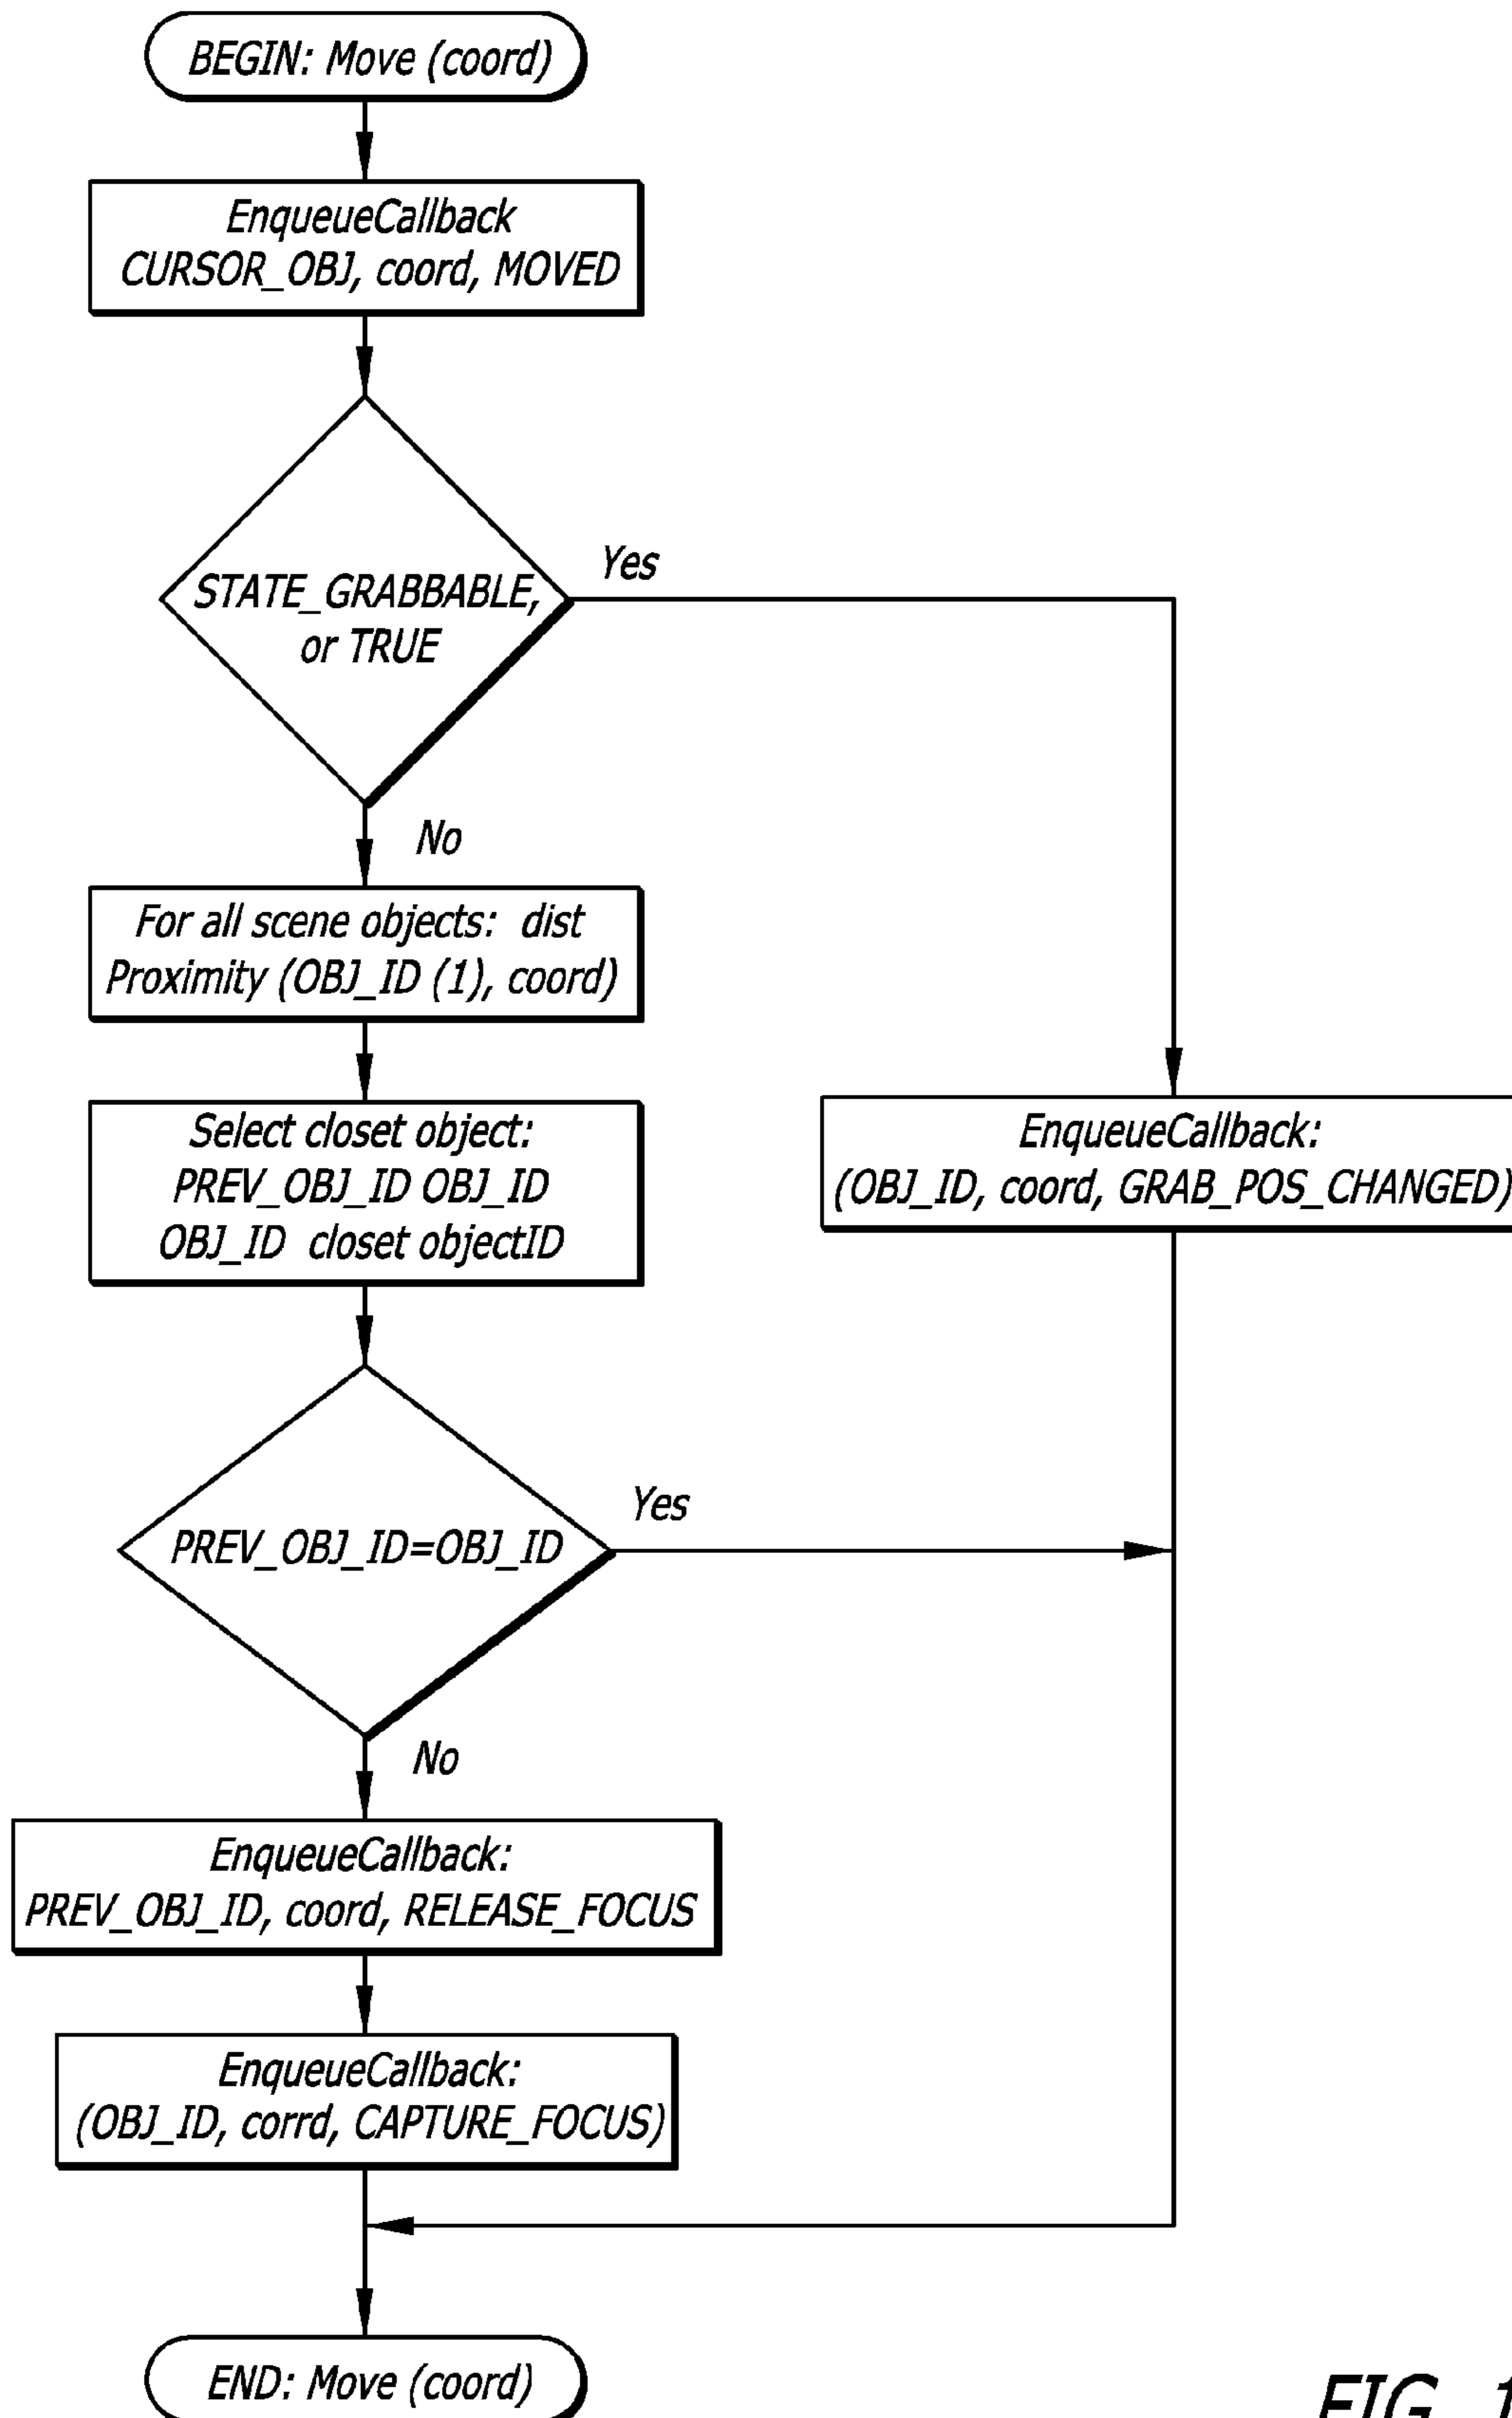 BEGIN: Move (coord)
EnqueueCallback
CURSOR_OBJ, coord, MOVED
STATE_GRABBABLE,
or TRUE
Yes
No
For all scene objects: dist
Proximity (OBJ_ID (1), coord)
Select closet object:
PREV_OBJ_ID OBJ_ID
OBJ_ID closet objectID
EnqueueCallback:
(OBJ_ID, coord, GRAB_POS_CHANGED)
PREV_OBJ_ID=OBJ_ID
Yes
No
EnqueueCallback:
PREV_OBJ_ID, coord, RELEASE_FOCUS
EnqueueCallback:
(OBJ_ID, corrd, CAPTURE_FOCUS)
END: Move (coord)
FIG.